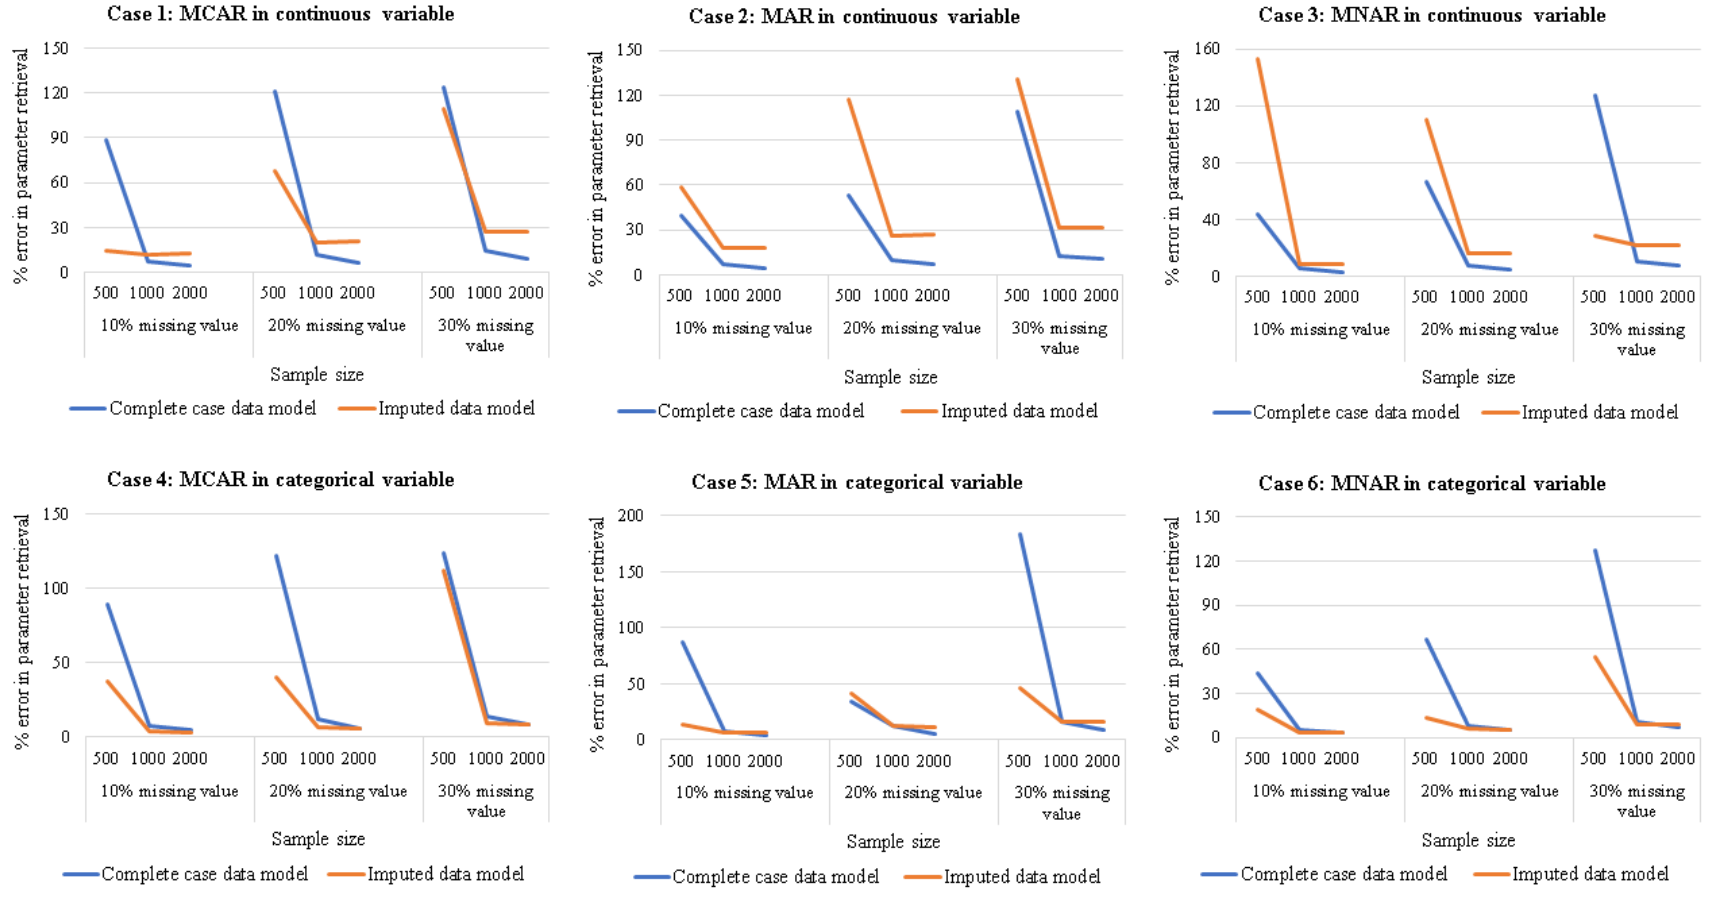 Case 1: MCAR in continuous variable
% error in parameter retrieval
150
120
90
60
30
0
500 1000 2000 500 1000 2000 500 1000 2000
10% missing value 20% missing value 30% missing
value
Sample size
Complete case data model Imputed data model
Case 2: MAR in continuous variable
% error in parameter retrieval
150
120
90
60
30
0
500 1000 2000 500 1000 2000 500 1000 2000
10% missing value 20% missing value 30% missing
value
Sample size
Complete case data model Imputed data model
Case 3: MNAR in continuous variable
% error in parameter retrieval
160
120
80
40
0
500 1000 2000 500 1000 2000 500 1000 2000
10% missing value 20% missing value 30% missing
value
Sample size
Complete case data model Imputed data model
Case 4: MCAR in categorical variable
% error in parameter retrieval
150
100
50
0
500 1000 2000 500 1000 2000 500 1000 2000
10% missing value 20% missing value 30% missing
value
Sample size
Complete case data model Imputed data model
Case 5: MAR in categorical variable
% error in parameter retrieval
200
150
100
50
0
500 1000 2000 500 1000 2000 500 1000 2000
10% missing value 20% missing value 30% missing
value
Sample size
Complete case data model Imputed data model
Case 6: MNAR in categorical variable
% error in parameter retrieval
150
120
90
60
30
0
500 1000 2000 500 1000 2000 500 1000 2000
10% missing value 20% missing value 30% missing
value
Sample size
Complete case data model Imputed data model